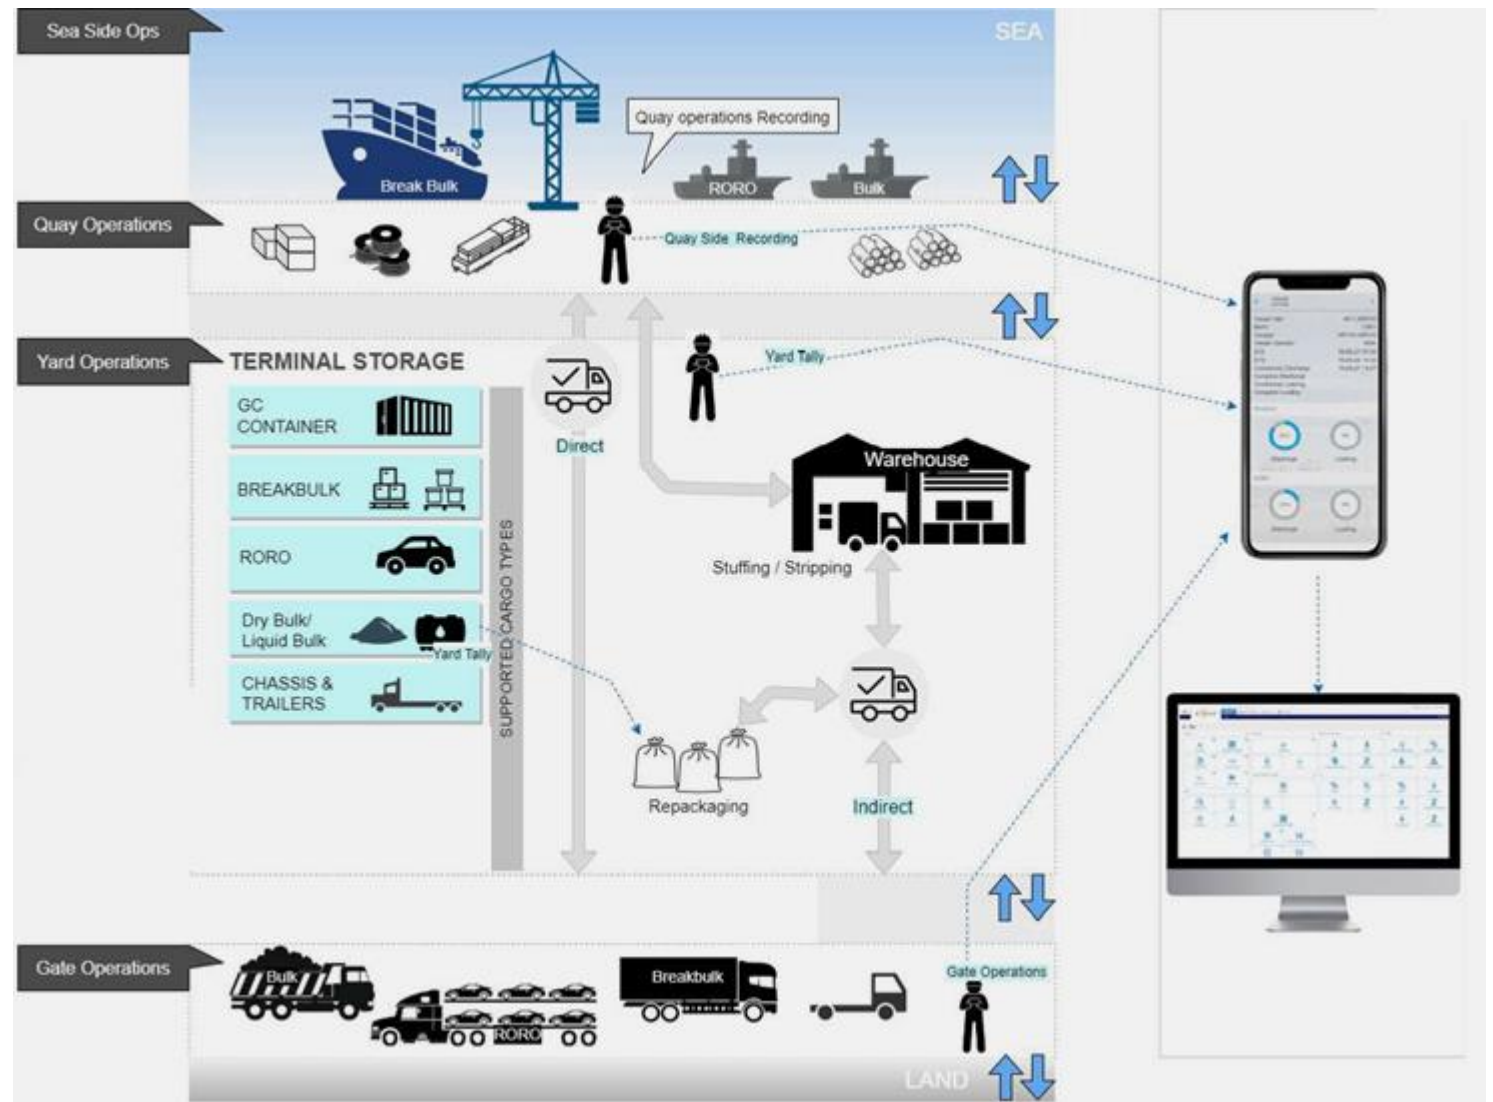 Sea Side Ops
SEA
Quay operations Recording
Break Bulk
RORO
Bulk
Quay Operations
Quay Side Recording
Yard Operations
TERMINAL STORAGE
Yard Tally
GC
CONTAINER
Direct
Warehouse
BREAKBULK
SUPPORTED CARGO TYPES
RORO
Stuffing / Stripping
Dry Bulk/
Liquid Bulk
Yard Tally
CHASSIS &
TRAILERS
Repackaging
Indirect
Gate Operations
Bulk
RORO
Breakbulk
Gate Operations
LAND